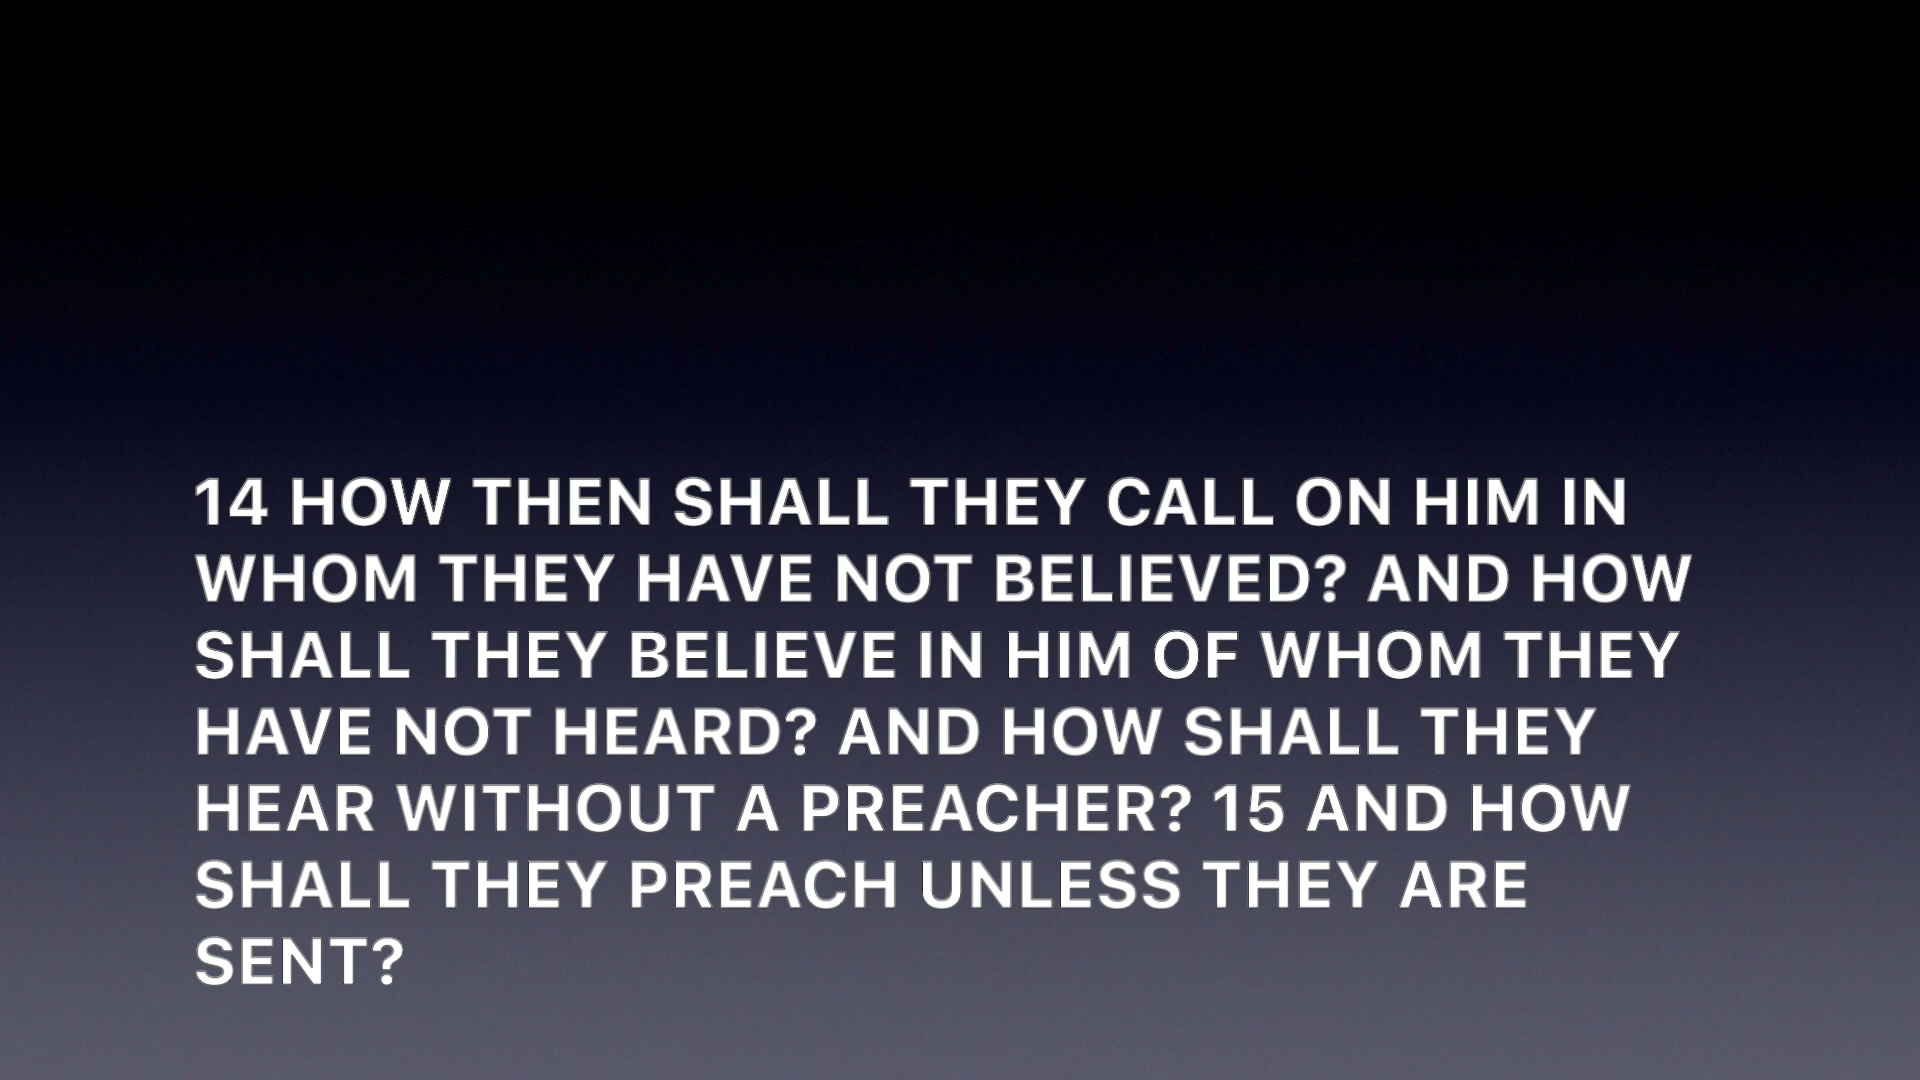 14 HOW THEN SHALL THEY CALL ON HIM IN
WHOM THEY HAVE NOT BELIEVED? AND HOW
SHALL THEY BELIEVE IN HIM OF WHOM THEY
HAVE NOT HEARD? AND HOW SHALL THEY
HEAR WITHOUT A PREACHER? 15 AND HOW
SHALL THEY PREACH UNLESS THEY ARE
SENT?